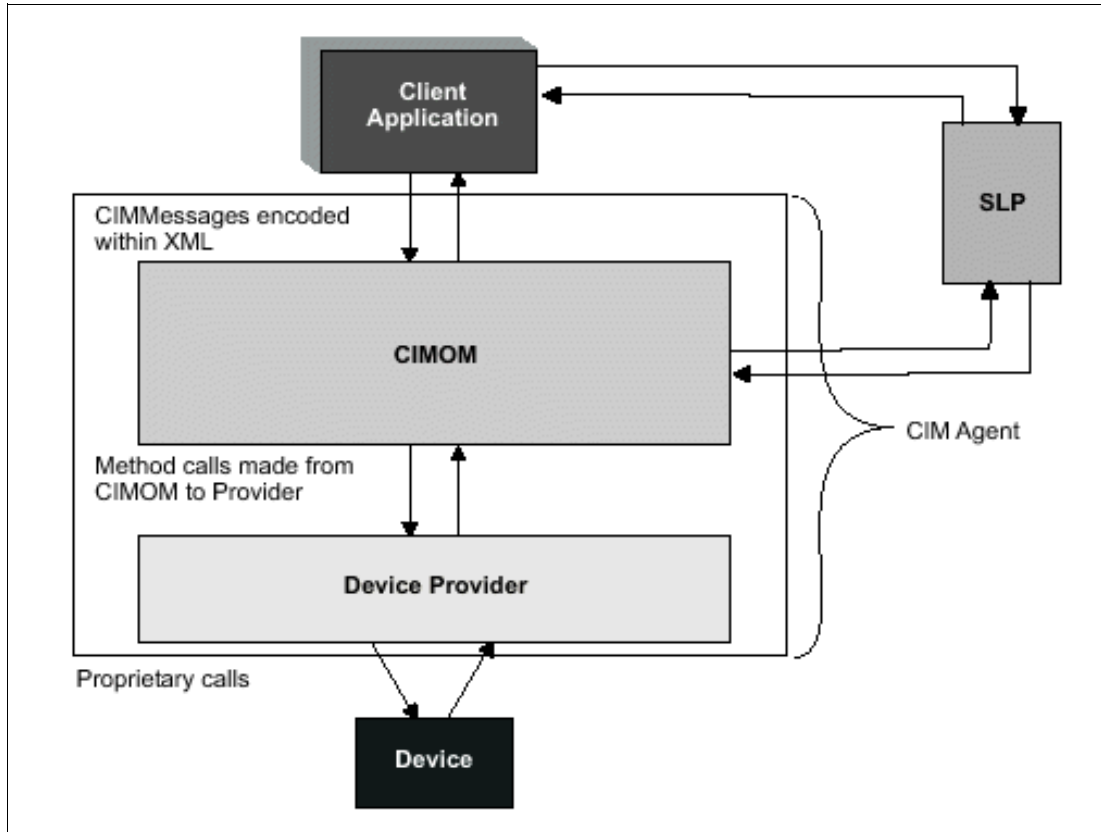 Client
Application
SLP
CIMMessages encoded
within XML
CIMOM
CIM Agent
Method calls made from
CIMOM to Provider
Device Provider
Proprietary calls
Device